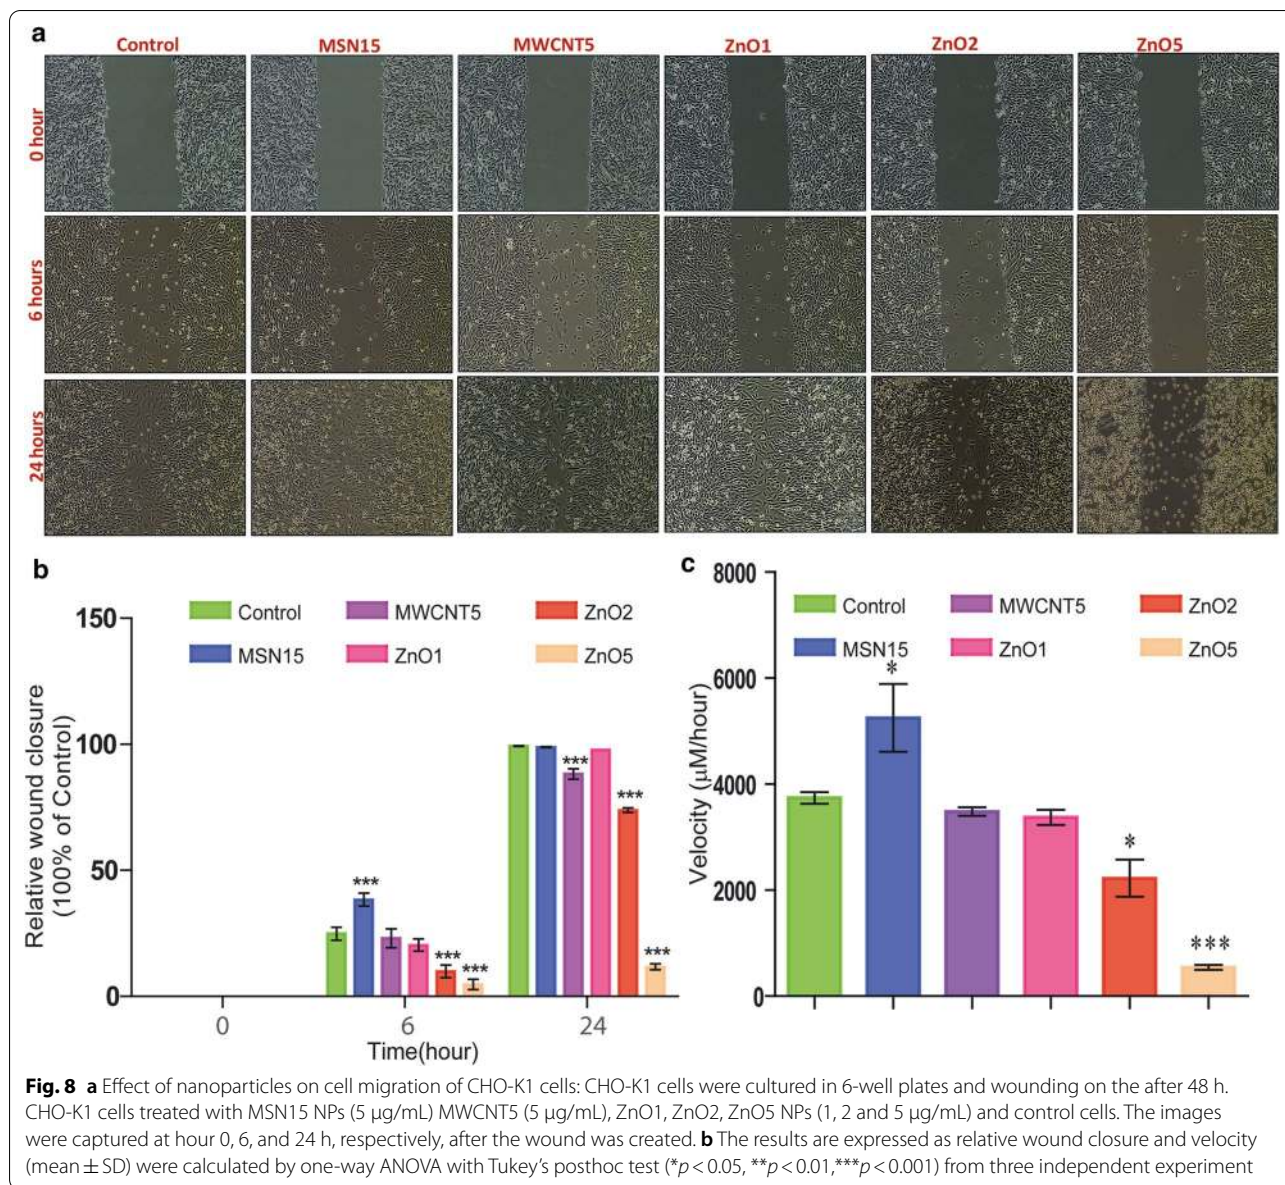 a
Control MSN15 MWCNT5 ZnO1 ZnO2 ZnO5
0 hour
6 hours
24 hours
b
Control MWCNT5 ZnO2
MSN15 ZnO1 ZnO5
Relative wound closure
(100% of Control)
150
100
50
0
*** *** ***
*** *** ***
0 6 24
Time(hour)
c
Control MWCNT5 ZnO2
MSN15 ZnO1 ZnO5
Velocity (µM/hour)
8000
6000
4000
2000
0
* * ***
Fig. 8 a Effect of nanoparticles on cell migration of CHO-K1 cells: CHO-K1 cells were cultured in 6-well plates and wounding on the after 48 h.
CHO-K1 cells treated with MSN15 NPs (5 µg/mL) MWCNT5 (5 µg/mL), ZnO1, ZnO2, ZnO5 NPs (1, 2 and 5 µg/mL) and control cells. The images
were captured at hour 0, 6, and 24 h, respectively, after the wound was created. b The results are expressed as relative wound closure and velocity
(mean ± SD) were calculated by one-way ANOVA with Tukey's posthoc test (*p < 0.05, **p < 0.01,***p < 0.001) from three independent experiment